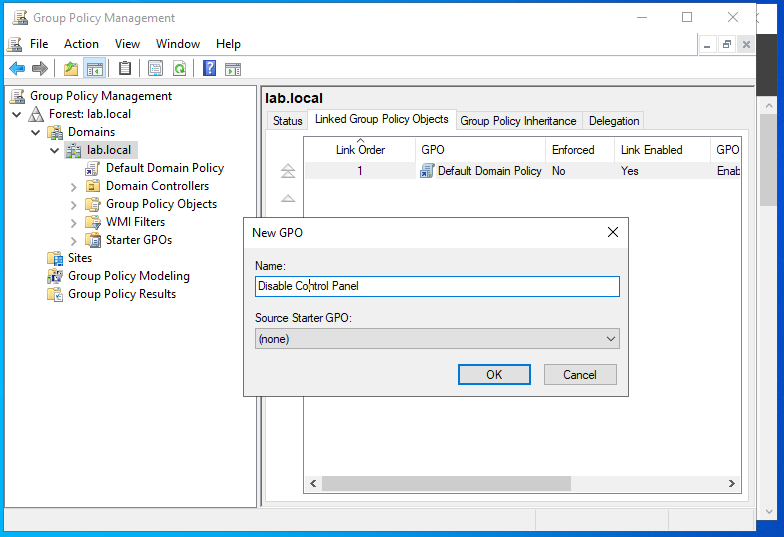 Group Policy Management
File Action View Window Help
Group Policy Management
Forest: lab.local
Domains
lab.local
Default Domain Policy
Domain Controllers
Group Policy Objects
WMI Filters
Starter GPOs
Sites
Group Policy Modeling
Group Policy Results
lab.local
Status Linked Group Policy Objects Group Policy Inheritance Delegation
Link Order GPO Enforced Link Enabled GPO
1 Default Domain Policy No Yes Enab
New GPO
Name:
Disable Control Panel
Source Starter GPO:
(none)
OK Cancel